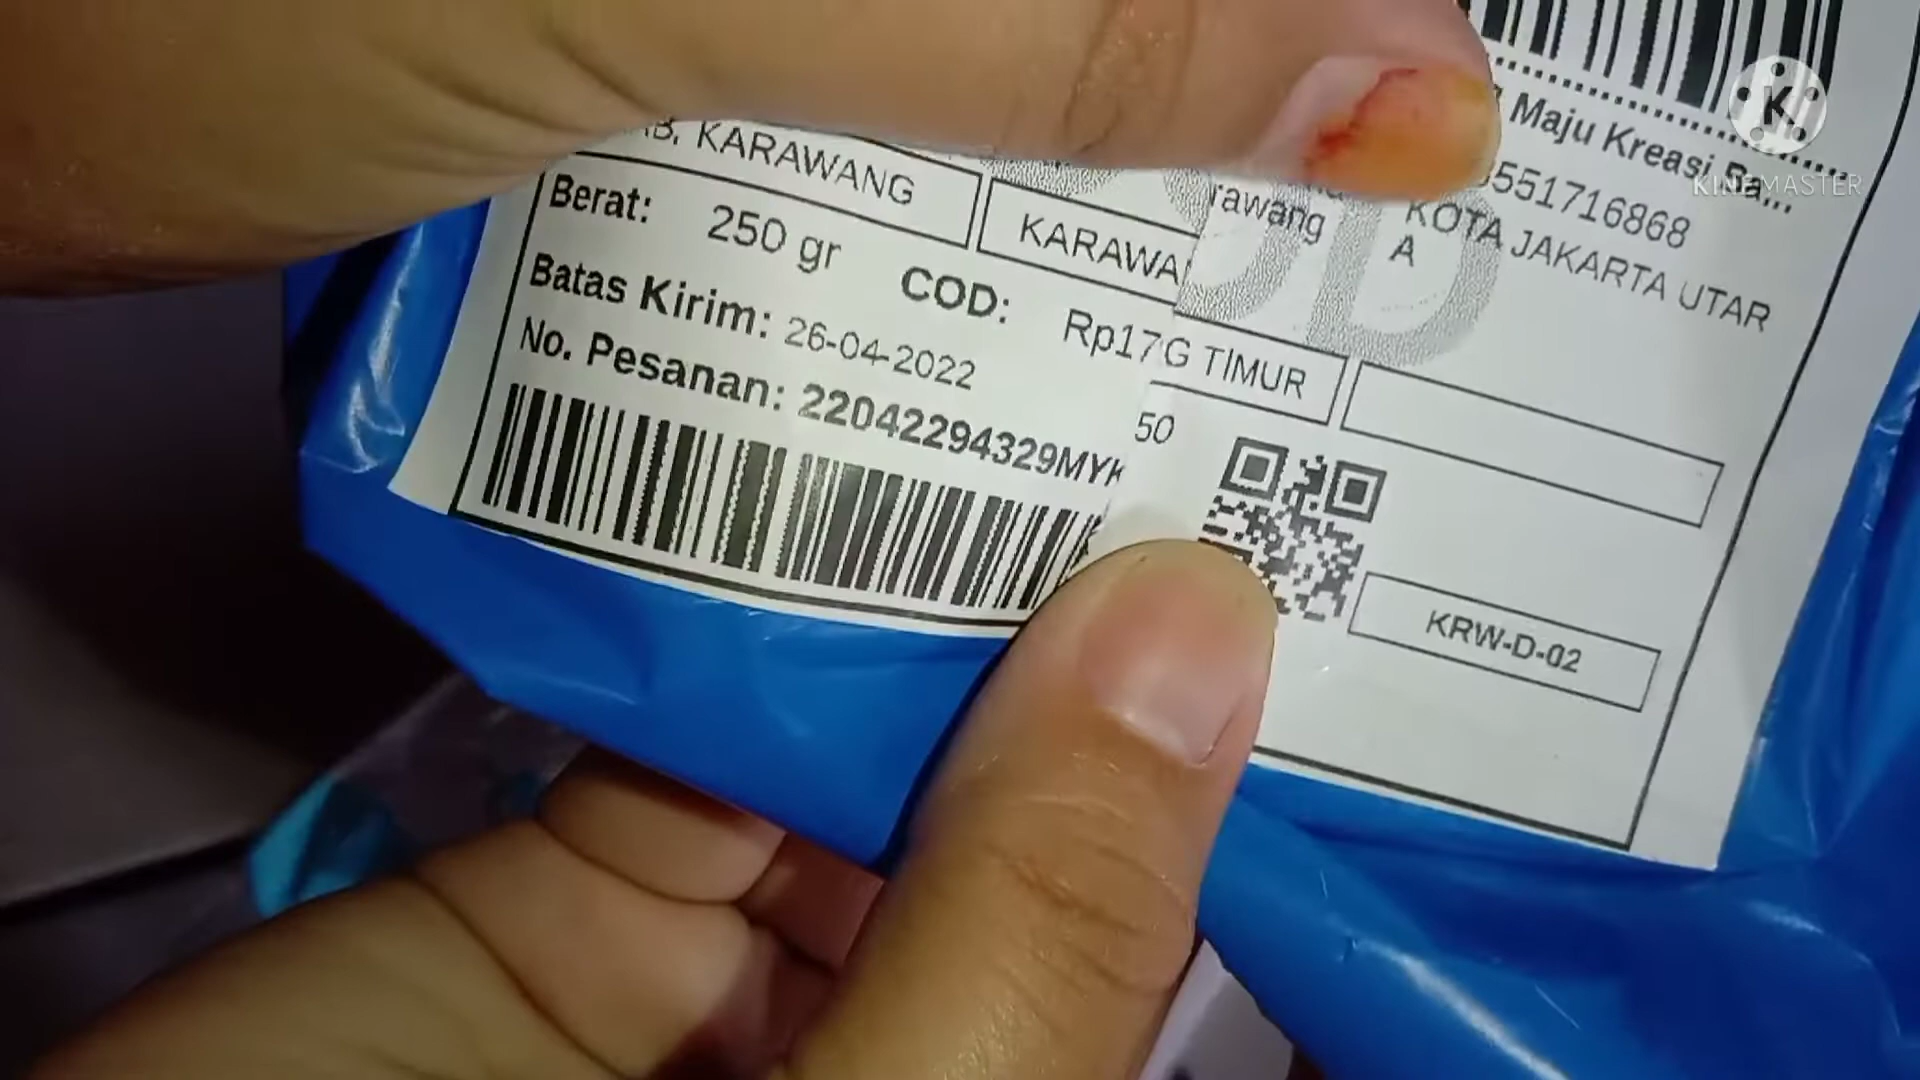 Maju Kreasi Ba...
551716868
KOTA JAKARTA UTAR
A
rawang
B. KARAWANG
KARAWA
G TIMUR
Berat: 250 gr
COD: Rp17
50
Batas Kirim: 26-04-2022
No. Pesanan: 22042294329MYK
KRW-D-02
K
KINEMASTER